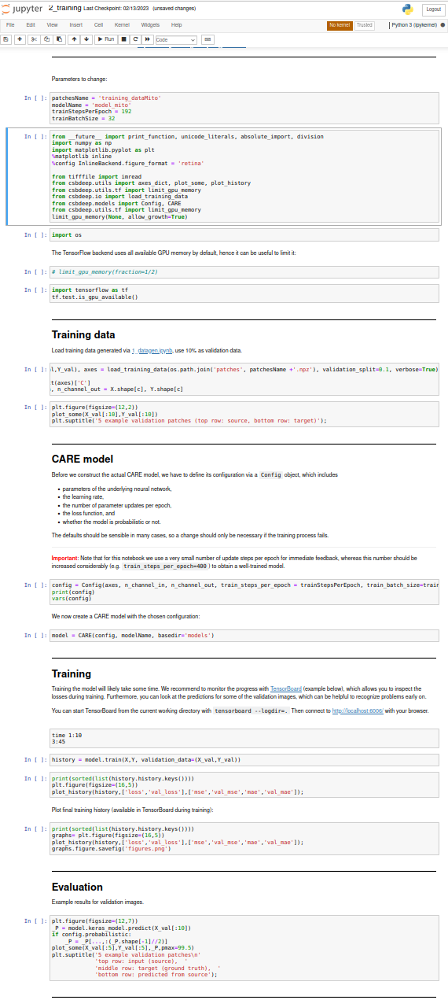 jupyter 2_training Last Checkpoint: 02/13/2023 (unsaved changes) Logout
File Edit View Insert Cell Kernel Widgets Help No kernel Trusted Python 3 (ipykernel)
Run Code
Parameters to change:
In [ ]: patchesName = 'training_dataMito'
modelName = 'model_mito'
trainStepsPerEpoch = 192
trainBatchSize = 32
In [ ]: from __future__ import print_function, unicode_literals, absolute_import, division
import numpy as np
import matplotlib.pyplot as plt
%matplotlib inline
%config InlineBackend.figure_format = 'retina'
from tifffile import imread
from csbdeep.utils import axes_dict, plot_some, plot_history
from csbdeep.utils.tf import limit_gpu_memory
from csbdeep.io import load_training_data
from csbdeep.models import Config, CARE
from csbdeep.utils.tf import limit_gpu_memory
limit_gpu_memory(None, allow_growth=True)
In [ ]: import os
The TensorFlow backend uses all available GPU memory by default, hence it can be useful to limit it:
In [ ]: # limit_gpu_memory(fraction=1/2)
In [ ]: import tensorflow as tf
tf.test.is_gpu_available()
Training data
Load training data generated via 1_datagen.ipynb, use 10% as validation data.
In [ ]: l,Y_val), axes = load_training_data(os.path.join('patches', patchesName +'.npz'), validation_split=0.1, verbose=True)
t(axes)['C']
, n_channel_out = X.shape[c], Y.shape[c]
In [ ]: plt.figure(figsize=(12,2))
plot_some(X_val[:10],Y_val[:10])
plt.suptitle('5 example validation patches (top row: source, bottom row: target)');
CARE model
Before we construct the actual CARE model, we have to define its configuration via a Config object, which includes
• parameters of the underlying neural network,
• the learning rate,
• the number of parameter updates per epoch,
• the loss function, and
• whether the model is probabilistic or not.
The defaults should be sensible in many cases, so a change should only be necessary if the training process fails.
Important: Note that for this notebook we use a very small number of update steps per epoch for immediate feedback, whereas this number should be
increased considerably (e.g. train_steps_per_epoch=400 ) to obtain a well-trained model.
In [ ]: config = Config(axes, n_channel_in, n_channel_out, train_steps_per_epoch = trainStepsPerEpoch, train_batch_size=train
print(config)
vars(config)
We now create a CARE model with the chosen configuration:
In [ ]: model = CARE(config, modelName, basedir='models')
Training
Training the model will likely take some time. We recommend to monitor the progress with TensorBoard (example below), which allows you to inspect the
losses during training. Furthermore, you can look at the predictions for some of the validation images, which can be helpful to recognize problems early on.
You can start TensorBoard from the current working directory with tensorboard --logdir=. Then connect to http://localhost:6006/ with your browser.
time 1:10
3:45
In [ ]: history = model.train(X,Y, validation_data=(X_val,Y_val))
In [ ]: print(sorted(list(history.history.keys())))
plt.figure(figsize=(16,5))
plot_history(history,['loss','val_loss'],['mse','val_mse','mae','val_mae']);
Plot final training history (available in TensorBoard during training):
In [ ]: print(sorted(list(history.history.keys())))
graphs= plt.figure(figsize=(16,5))
plot_history(history,['loss','val_loss'],['mse','val_mse','mae','val_mae']);
graphs.figure.savefig('figures.png')
Evaluation
Example results for validation images.
In [ ]: plt.figure(figsize=(12,7))
_P = model.keras_model.predict(X_val[:10])
if config.probabilistic:
_P = _P[...,:(_P.shape[-1]//2)]
plot_some(X_val[:5],Y_val[:5],_P,pmax=99.5)
plt.suptitle('5 example validation patches\n'
'top row: input (source),  '
'middle row: target (ground truth),  '
'bottom row: predicted from source');